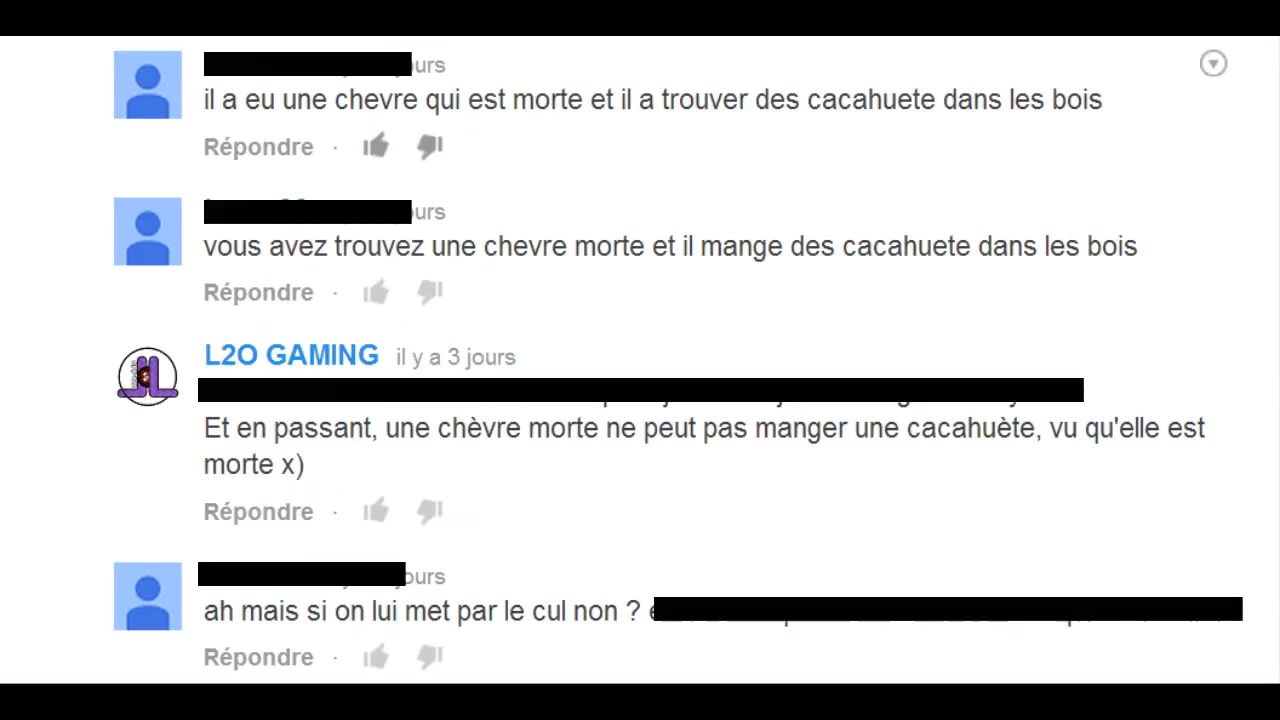 jours
il a eu une chevre qui est morte et il a trouver des cacahuete dans les bois
Répondre ·
jours
vous avez trouvez une chevre morte et il mange des cacahuete dans les bois
Répondre ·
L2O GAMING il y a 3 jours
Et en passant, une chèvre morte ne peut pas manger une cacahuète, vu qu'elle est
morte x)
Répondre ·
jours
ah mais si on lui met par le cul non ?
Répondre ·